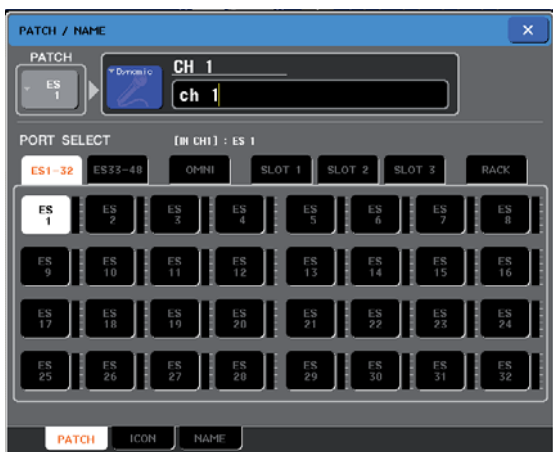 PATCH / NAME
PATCH
ES 1
Dynamic
CH 1
ch 1
PORT SELECT [IN CH1] : ES 1
ES1-32 ES33-48 OMNI SLOT 1 SLOT 2 SLOT 3 RACK
ES 1 ES 2 ES 3 ES 4 ES 5 ES 6 ES 7 ES 8
ES 9 ES 10 ES 11 ES 12 ES 13 ES 14 ES 15 ES 16
ES 17 ES 18 ES 19 ES 20 ES 21 ES 22 ES 23 ES 24
ES 25 ES 26 ES 27 ES 28 ES 29 ES 30 ES 31 ES 32
PATCH ICON NAME